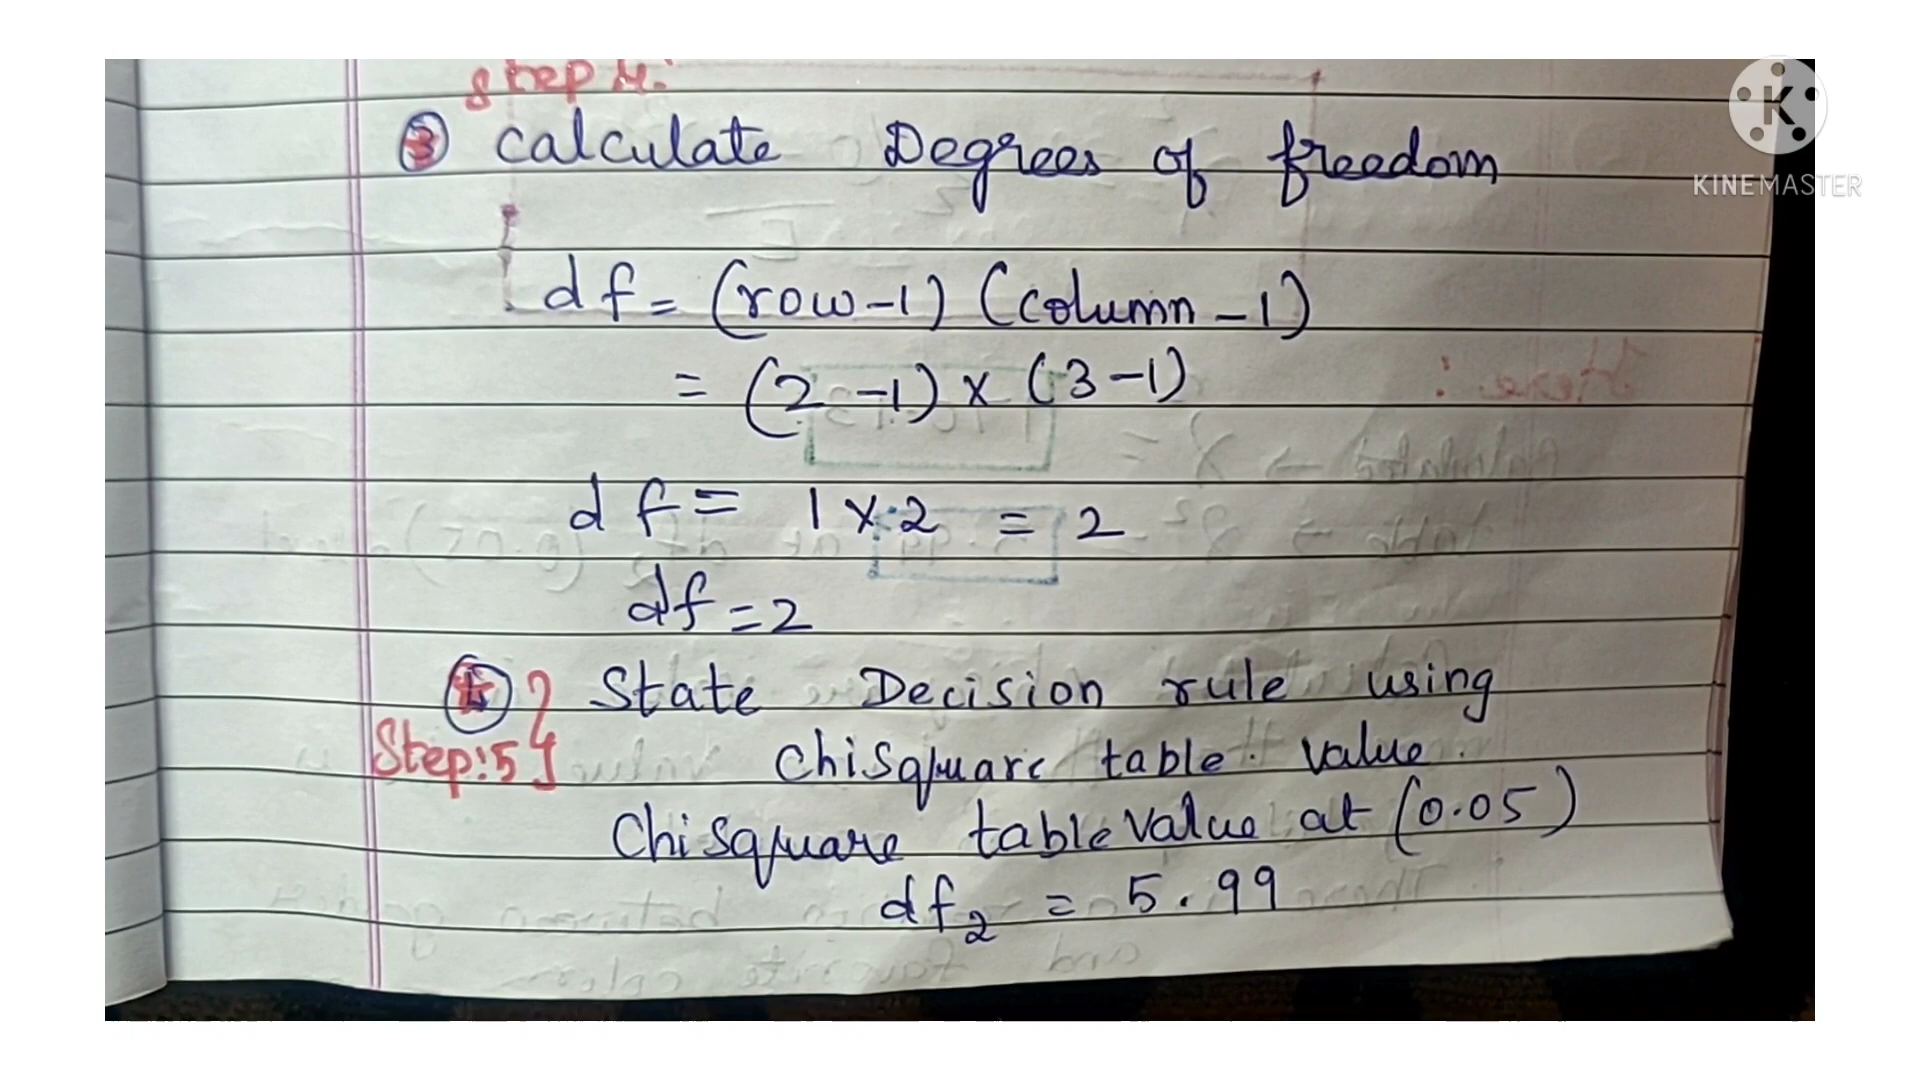 Step 4:
③ Calculate Degrees of freedom
df = (row-1) (column-1)
= (2-1) x (3-1)
df = 1 x 2 = 2
df = 2
④ State Decision rule using
Step:5
chisquare table value.
Chisquare table value at (0.05)
df2 = 5.99
K
KINEMASTER